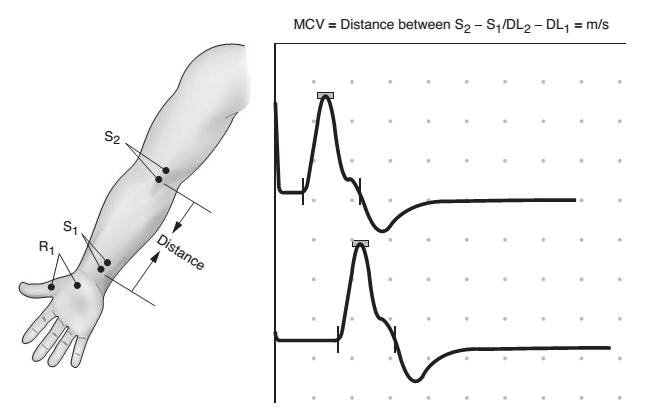 MCV = Distance between S₂ – S₁/DL₂ – DL₁ = m/s
S₂
S₁
R₁
Distance